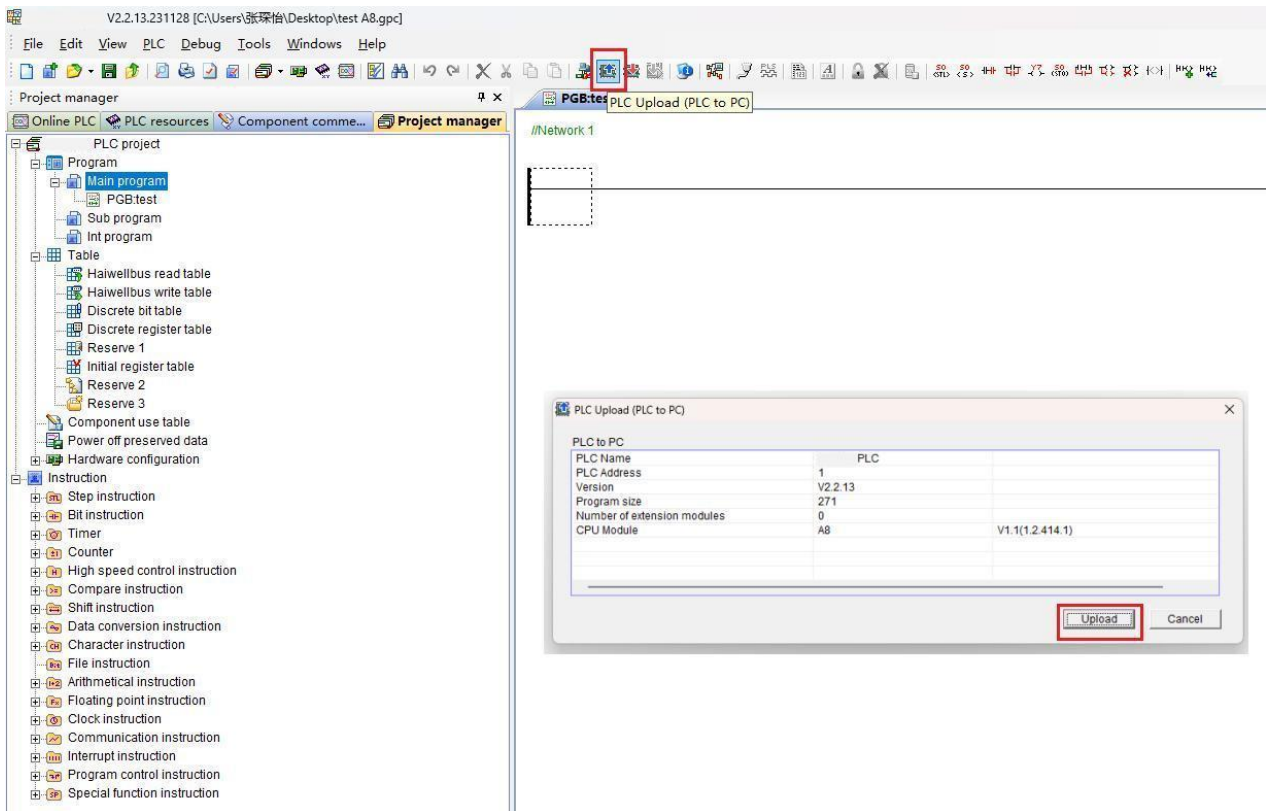 V2.2.13.231128 [C:\Users\张琛怡\Desktop\test A8.gpc]
File Edit View PLC Debug Tools Windows Help
Project manager
PGB:tes
PLC Upload (PLC to PC)
Online PLC PLC resources Component comme... Project manager
//Network 1
PLC project
Program
Main program
PGB:test
Sub program
Int program
Table
Haiwellbus read table
Haiwellbus write table
Discrete bit table
Discrete register table
Reserve 1
Initial register table
Reserve 2
Reserve 3
Component use table
Power off preserved data
Hardware configuration
Instruction
Step instruction
Bit instruction
Timer
Counter
High speed control instruction
Compare instruction
Shift instruction
Data conversion instruction
Character instruction
File instruction
Arithmetical instruction
Floating point instruction
Clock instruction
Communication instruction
Interrupt instruction
Program control instruction
Special function instruction
PLC Upload (PLC to PC)
PLC to PC
PLC Name PLC
PLC Address 1
Version V2.2.13
Program size 271
Number of extension modules 0
CPU Module A8 V1.1(1.2.414.1)
Upload Cancel